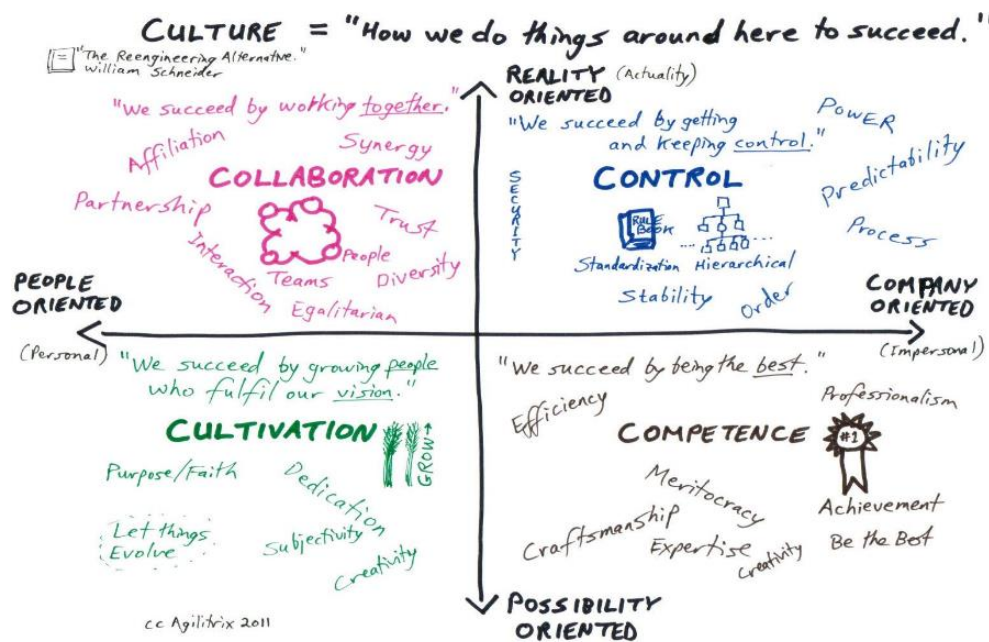 CULTURE = "How we do things around here to succeed."
"The Reengineering Alternative."
William Schneider
REALITY (Actuality)
ORIENTED
"We succeed by working together."
Affiliation
Synergy
COLLABORATION
Partnership
Trust
People
Interaction
Teams
Diversity
Egalitarian
"We succeed by getting
and keeping control."
POWER
SECURITY
CONTROL
Predictability
RULE
BOOK
Process
Standardization
Hierarchical
Stability
Order
PEOPLE
ORIENTED
(Personal)
COMPANY
ORIENTED
(Impersonal)
"We succeed by growing people
who fulfil our vision."
CULTIVATION
GROW
Purpose/Faith
Dedication
Let things
Evolve
Subjectivity
Creativity
"We succeed by being the best."
Efficiency
Professionalism
COMPETENCE
#1
Meritocracy
Achievement
Craftsmanship
Expertise
Creativity
Be the Best
cc Agilitrix 2011
POSSIBILITY
ORIENTED